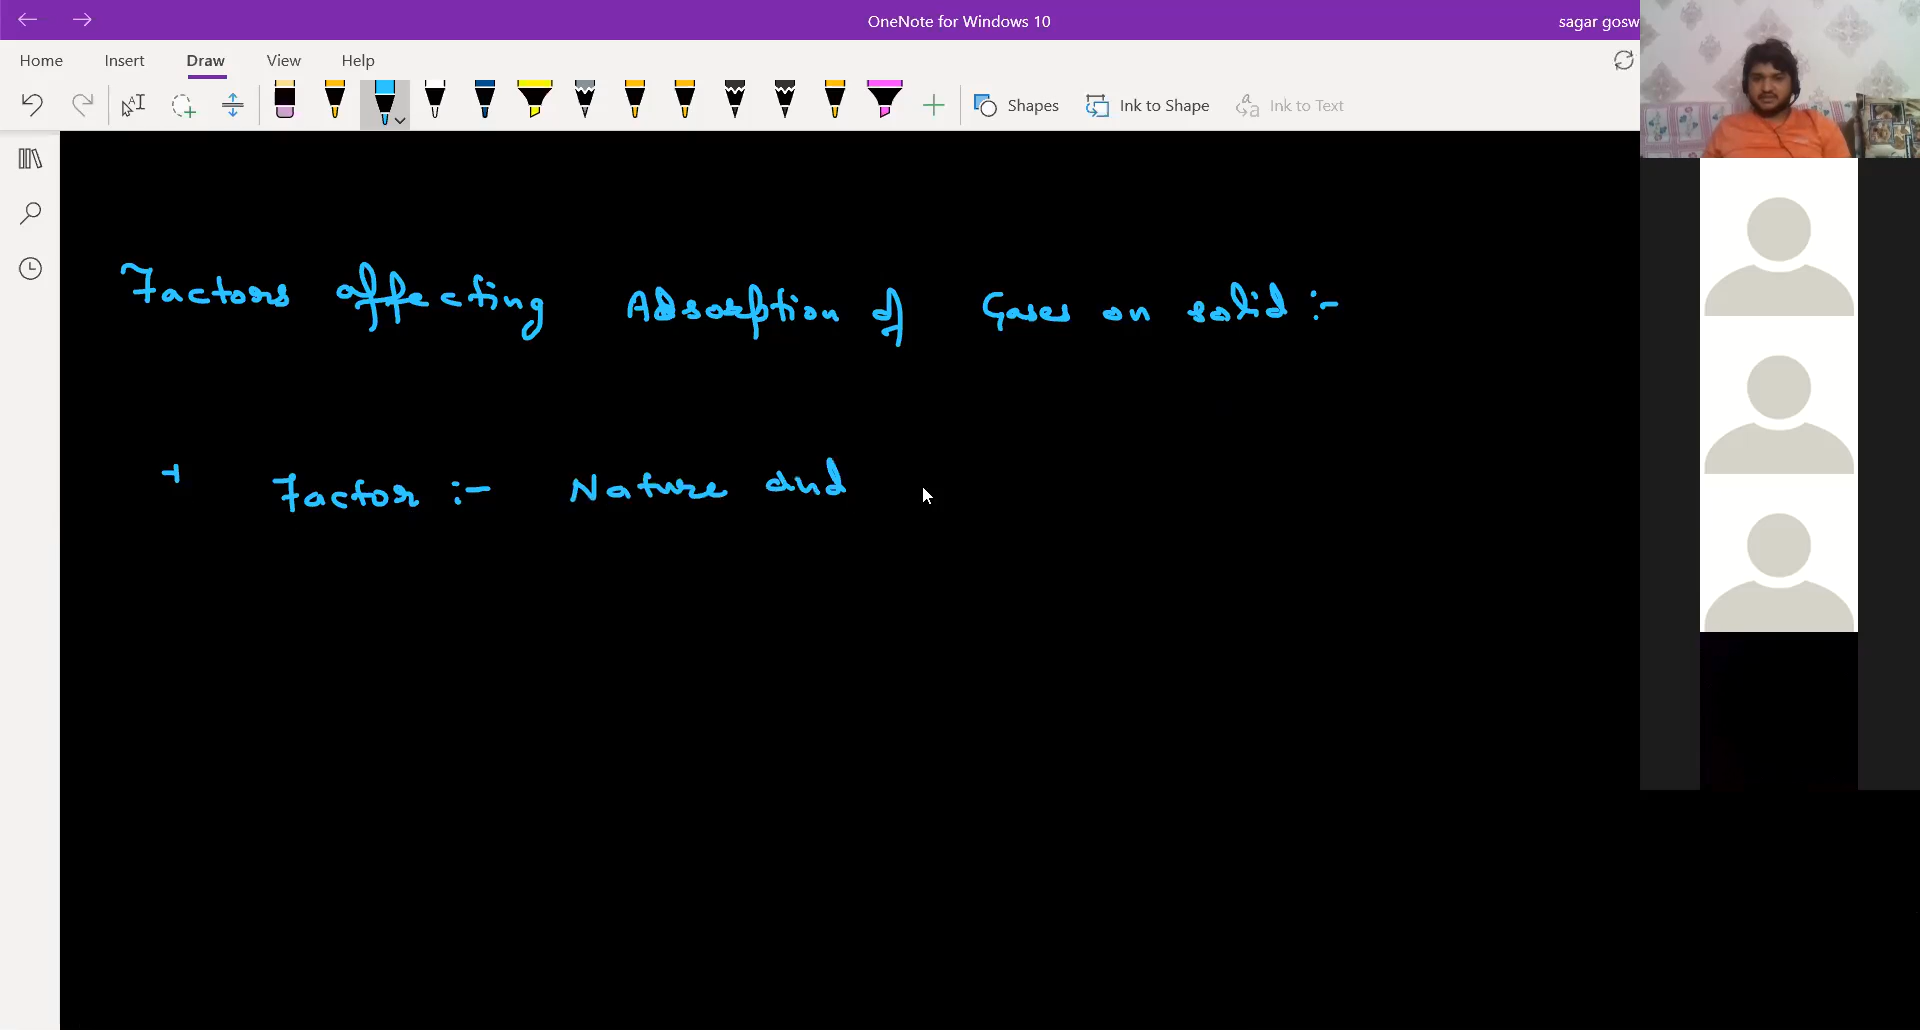 OneNote for Windows 10
sagar gosw
Home Insert Draw View Help
Shapes Ink to Shape Ink to Text
Factors affecting Adsorption of Gases on solid :-
+ Factor :- Nature and